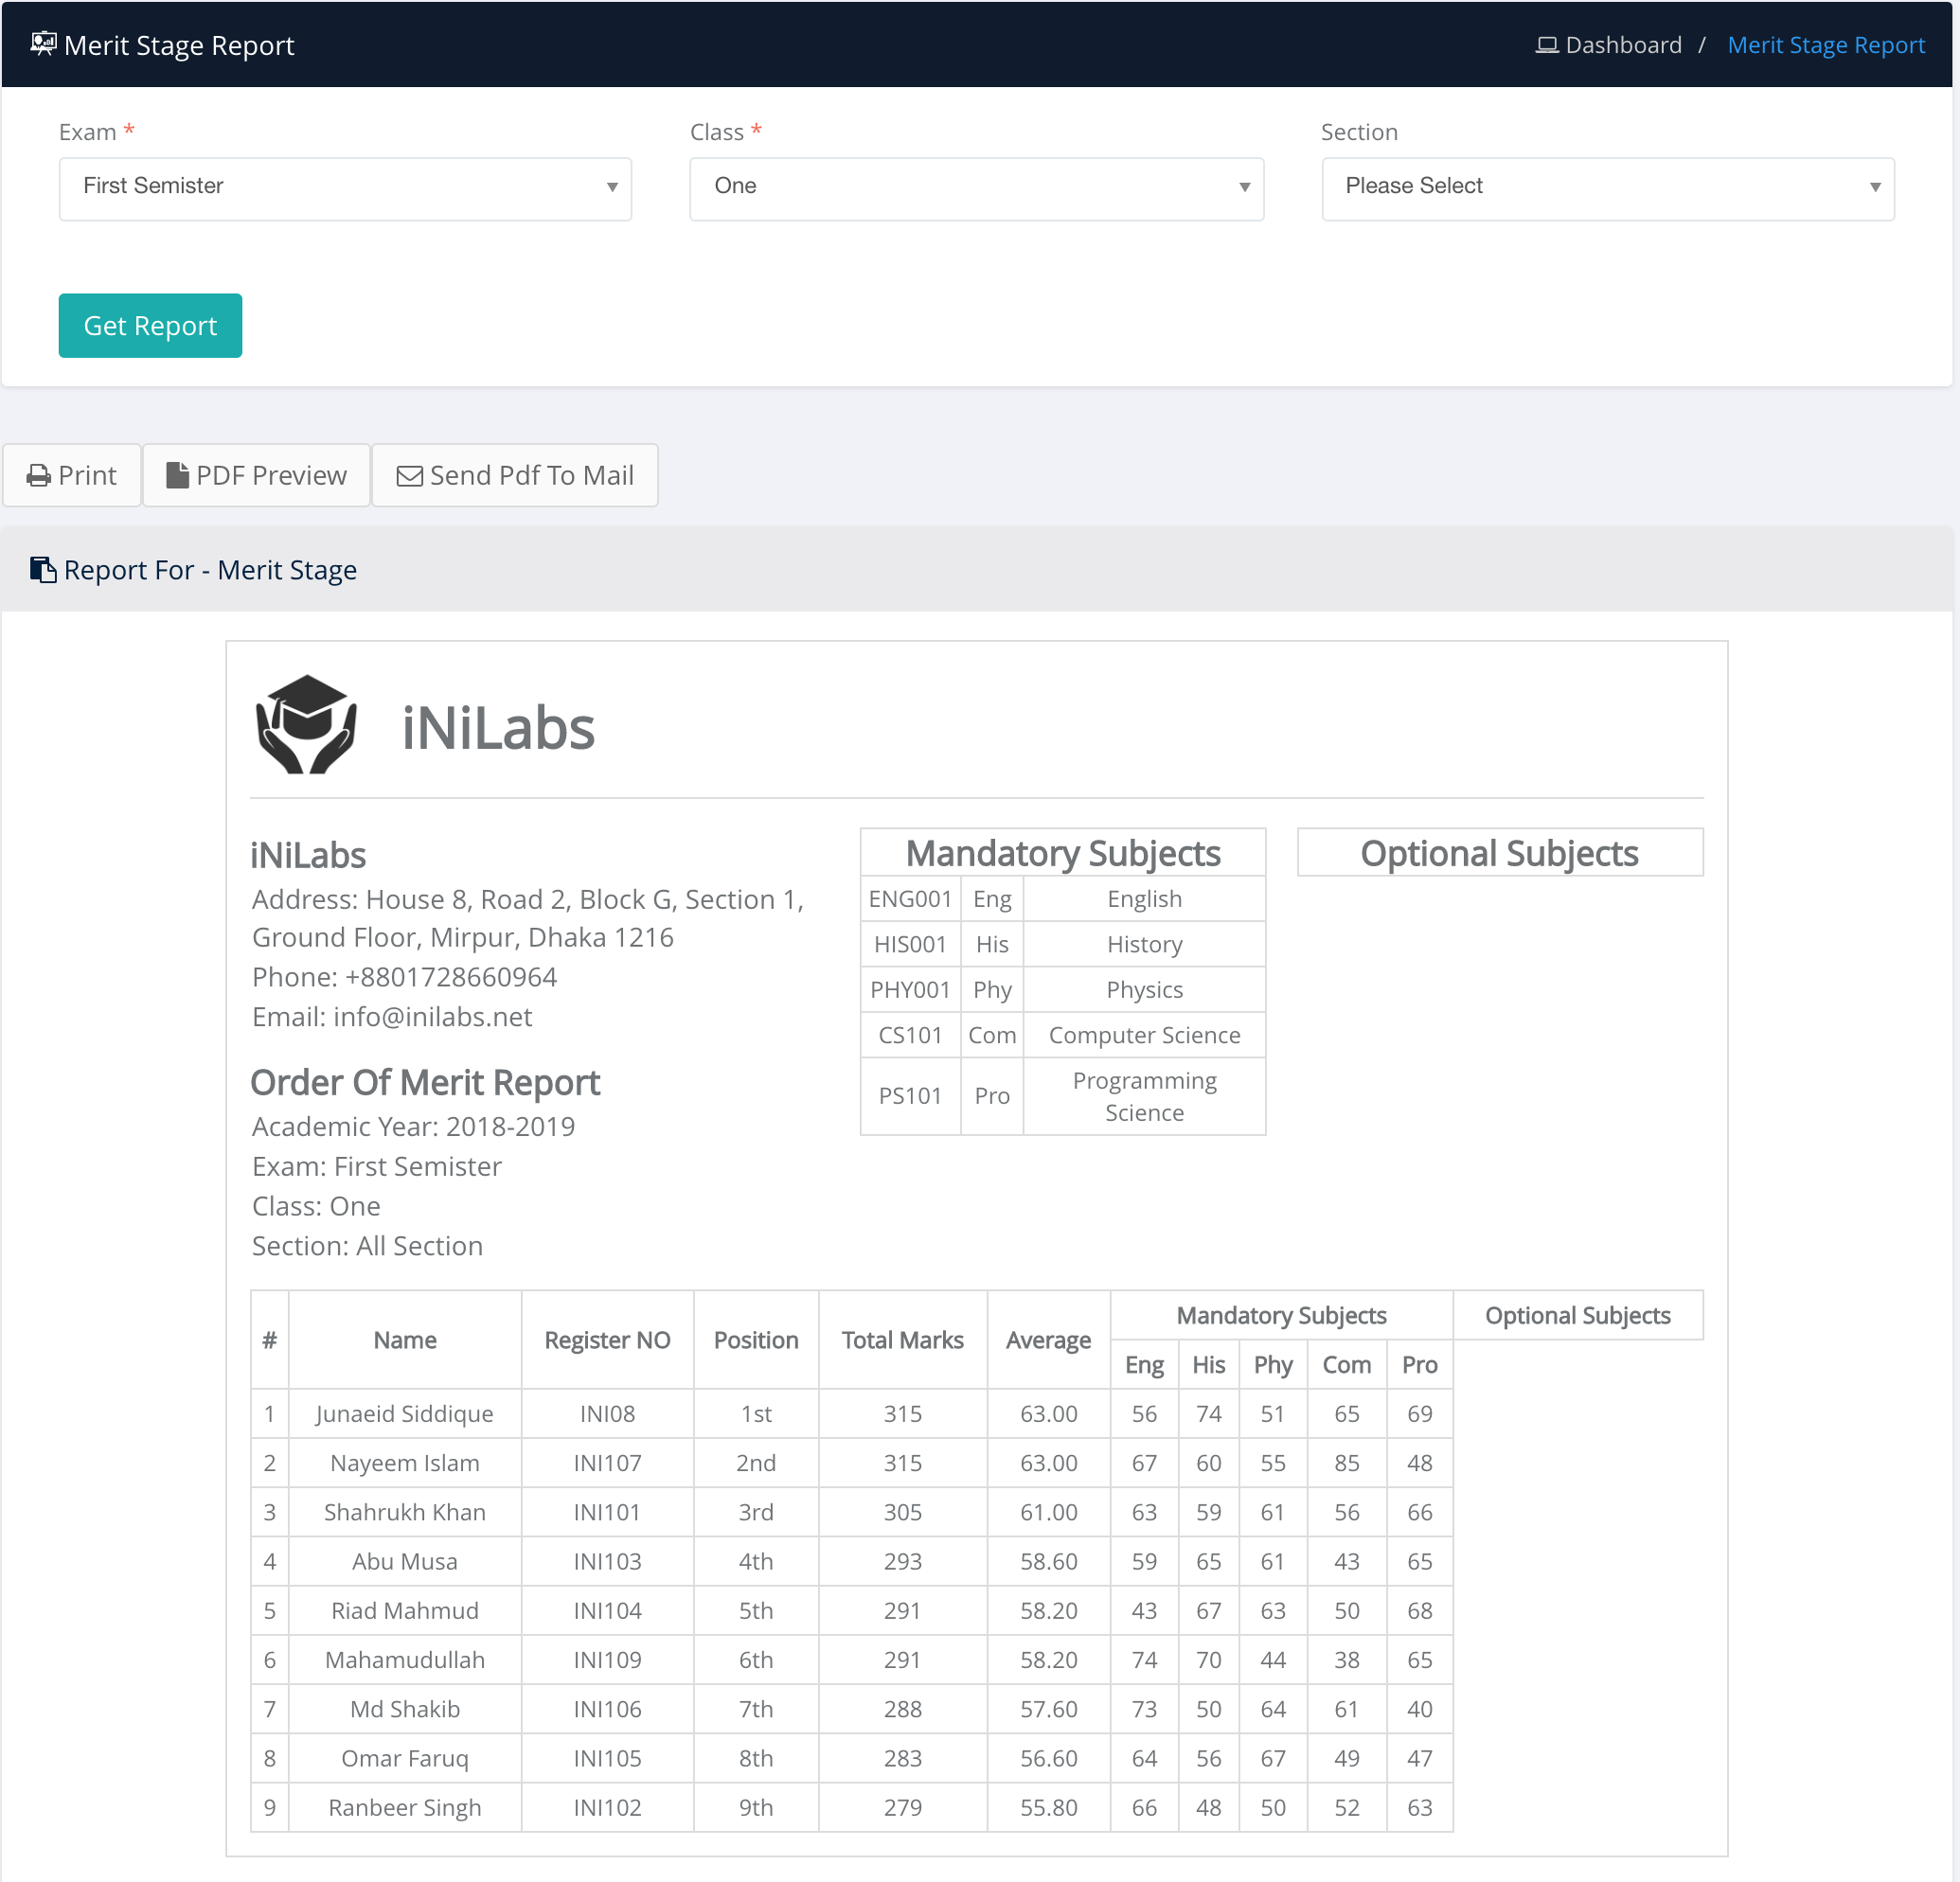 Merit Stage Report
Dashboard / Merit Stage Report
Exam * Class * Section
First Semister One Please Select
Get Report
Print PDF Preview Send Pdf To Mail
Report For - Merit Stage
iNiLabs
iNiLabs
Address: House 8, Road 2, Block G, Section 1,
Ground Floor, Mirpur, Dhaka 1216
Phone: +8801728660964
Email: info@inilabs.net
Order Of Merit Report
Academic Year: 2018-2019
Exam: First Semister
Class: One
Section: All Section
Mandatory Subjects
ENG001 Eng English
HIS001 His History
PHY001 Phy Physics
CS101 Com Computer Science
PS101 Pro Programming
Science
Optional Subjects
# Name Register NO Position Total Marks Average Mandatory Subjects Optional Subjects
Eng His Phy Com Pro
1 Junaeid Siddique INI08 1st 315 63.00 56 74 51 65 69
2 Nayeem Islam INI107 2nd 315 63.00 67 60 55 85 48
3 Shahrukh Khan INI101 3rd 305 61.00 63 59 61 56 66
4 Abu Musa INI103 4th 293 58.60 59 65 61 43 65
5 Riad Mahmud INI104 5th 291 58.20 43 67 63 50 68
6 Mahamudullah INI109 6th 291 58.20 74 70 44 38 65
7 Md Shakib INI106 7th 288 57.60 73 50 64 61 40
8 Omar Faruq INI105 8th 283 56.60 64 56 67 49 47
9 Ranbeer Singh INI102 9th 279 55.80 66 48 50 52 63